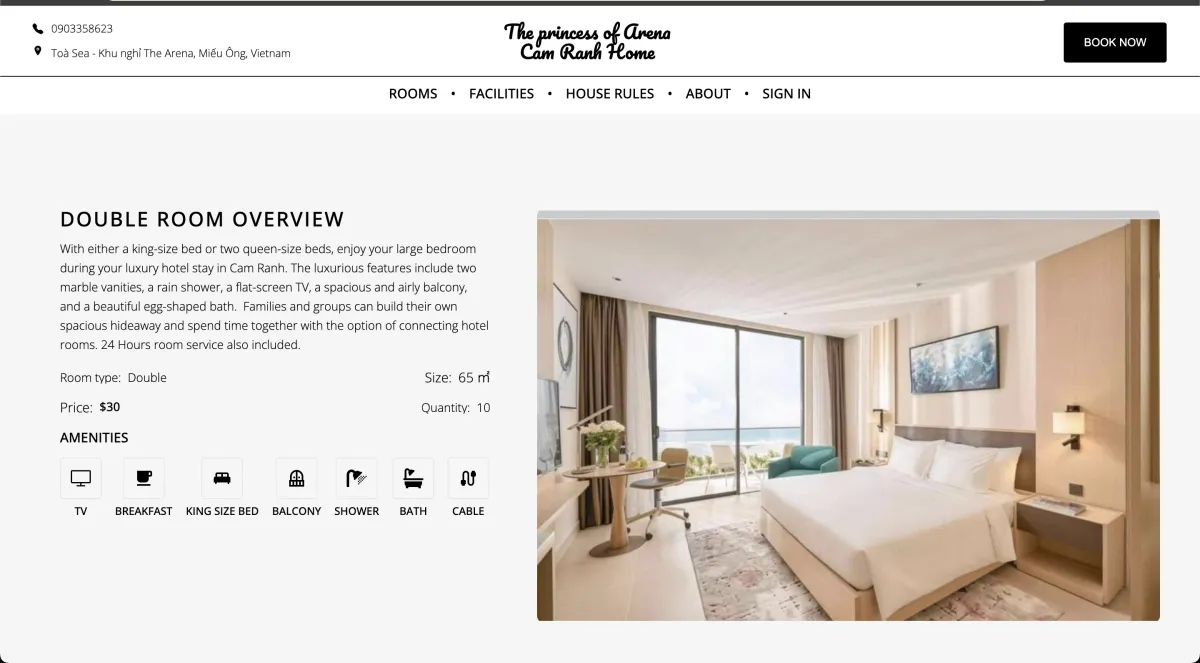 0903358623
Toà Sea - Khu nghỉ The Arena, Miếu Ông, Vietnam
The princess of Arena
Cam Ranh Home
BOOK NOW
ROOMS • FACILITIES • HOUSE RULES • ABOUT • SIGN IN
DOUBLE ROOM OVERVIEW
With either a king-size bed or two queen-size beds, enjoy your large bedroom
during your luxury hotel stay in Cam Ranh. The luxurious features include two
marble vanities, a rain shower, a flat-screen TV, a spacious and airly balcony,
and a beautiful egg-shaped bath.  Families and groups can build their own
spacious hideaway and spend time together with the option of connecting hotel
rooms. 24 Hours room service also included.
Room type: Double
Size: 65 ㎡
Price: $30
Quantity: 10
AMENITIES
TV
BREAKFAST
KING SIZE BED
BALCONY
SHOWER
BATH
CABLE